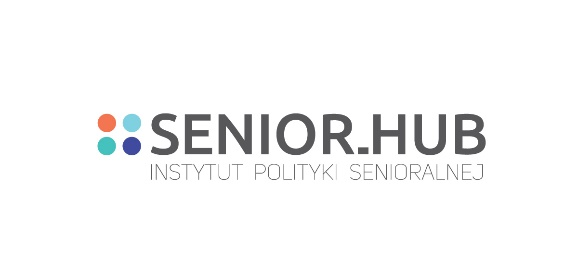 SENIOR.HUB
INSTYTUT POLITYKI SENIORALNEJ